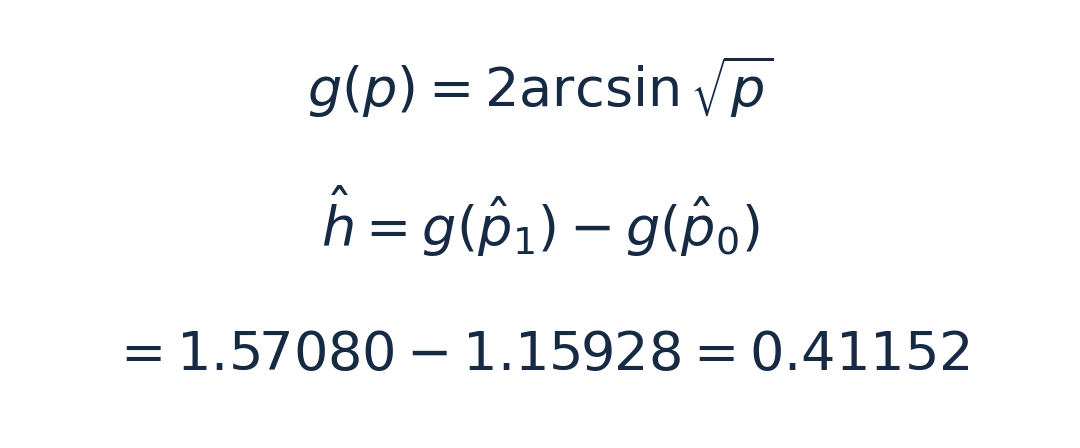 g(p) = 2arcsin √p
ĥ = g(p̂₁) − g(p̂₀)
= 1.57080 − 1.15928 = 0.41152